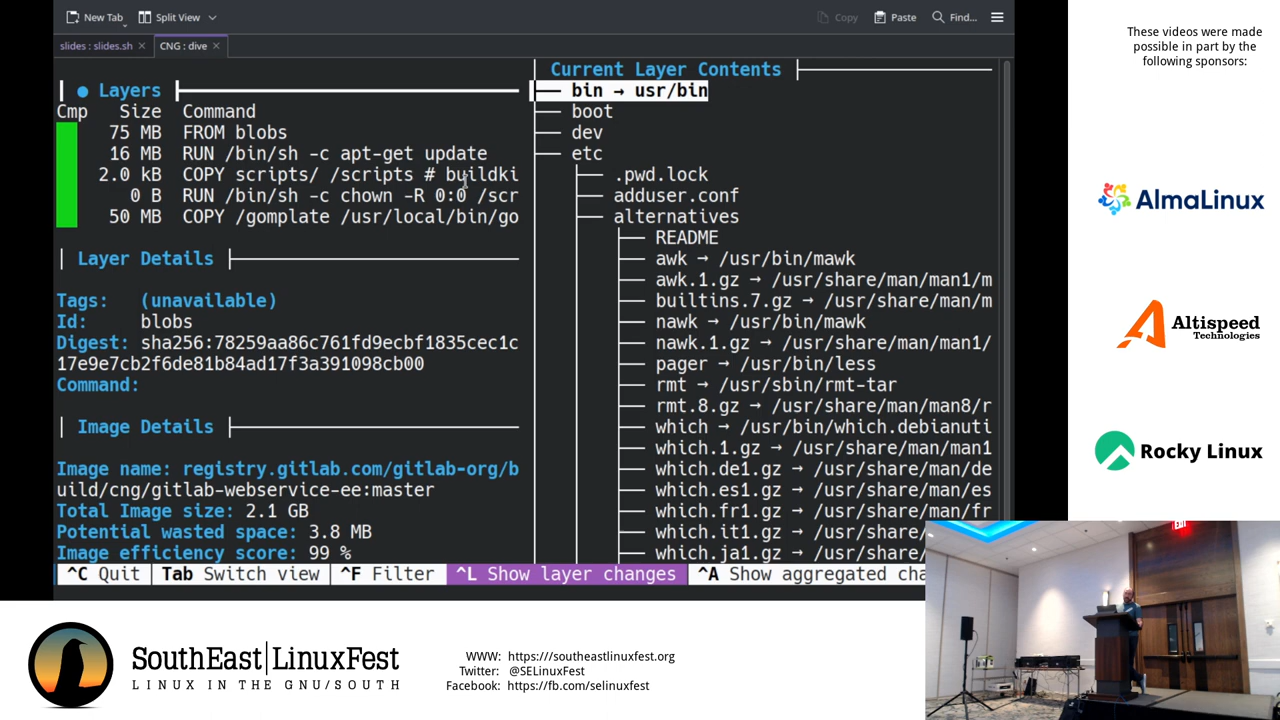 New Tab
Split View
Copy
Paste
Find...
slides : slides.sh
CNG : dive
Layers
Cmp Size Command
75 MB FROM blobs
16 MB RUN /bin/sh -c apt-get update
2.0 kB COPY scripts/ /scripts # buildki
0 B RUN /bin/sh -c chown -R 0:0 /scr
50 MB COPY /gomplate /usr/local/bin/go
Layer Details
Tags: (unavailable)
Id: blobs
Digest: sha256:78259aa86c761fd9ecbf1835cec1c
17e9e7cb2f6de81b84ad17f3a391098cb00
Command:
Image Details
Image name: registry.gitlab.com/gitlab-org/b
uild/cng/gitlab-webservice-ee:master
Total Image size: 2.1 GB
Potential wasted space: 3.8 MB
Image efficiency score: 99 %
Current Layer Contents
bin → usr/bin
boot
dev
etc
.pwd.lock
adduser.conf
alternatives
README
awk → /usr/bin/mawk
awk.1.gz → /usr/share/man/man1/m
builtins.7.gz → /usr/share/man/m
nawk → /usr/bin/mawk
nawk.1.gz → /usr/share/man/man1/
pager → /usr/bin/less
rmt → /usr/sbin/rmt-tar
rmt.8.gz → /usr/share/man/man8/r
which → /usr/bin/which.debianuti
which.1.gz → /usr/share/man/man1
which.de1.gz → /usr/share/man/de
which.es1.gz → /usr/share/man/es
which.fr1.gz → /usr/share/man/fr
which.it1.gz → /usr/share/man/
which.ja1.gz → /usr/share/man/
^C Quit
Tab Switch view
^F Filter
^L Show layer changes
^A Show aggregated cha
These videos were made
possible in part by the
following sponsors:
AlmaLinux
Altispeed
Technologies
Rocky Linux
EXIT
SouthEast LinuxFest
LINUX IN THE GNU/SOUTH
WWW: https://southeastlinuxfest.org
Twitter: @SELinuxFest
Facebook: https://fb.com/selinuxfest